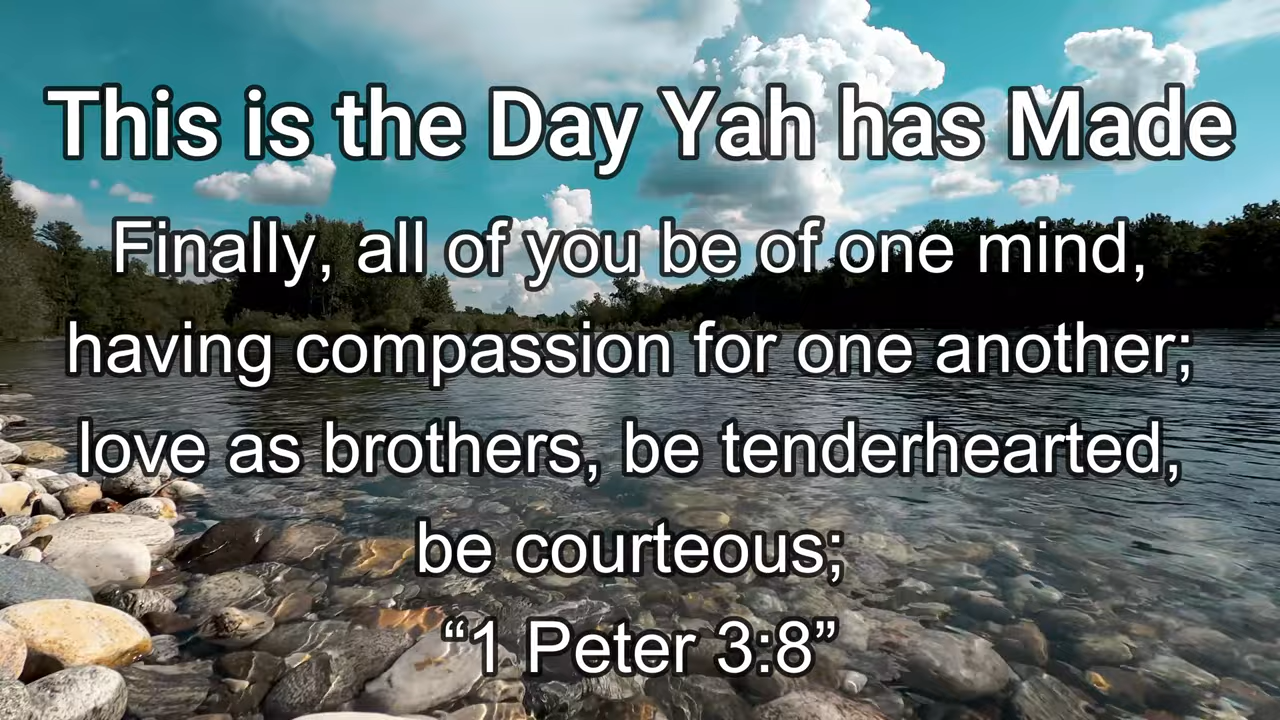 This is the Day Yah has Made
Finally, all of you be of one mind,
having compassion for one another;
love as brothers, be tenderhearted,
be courteous;
“1 Peter 3:8”